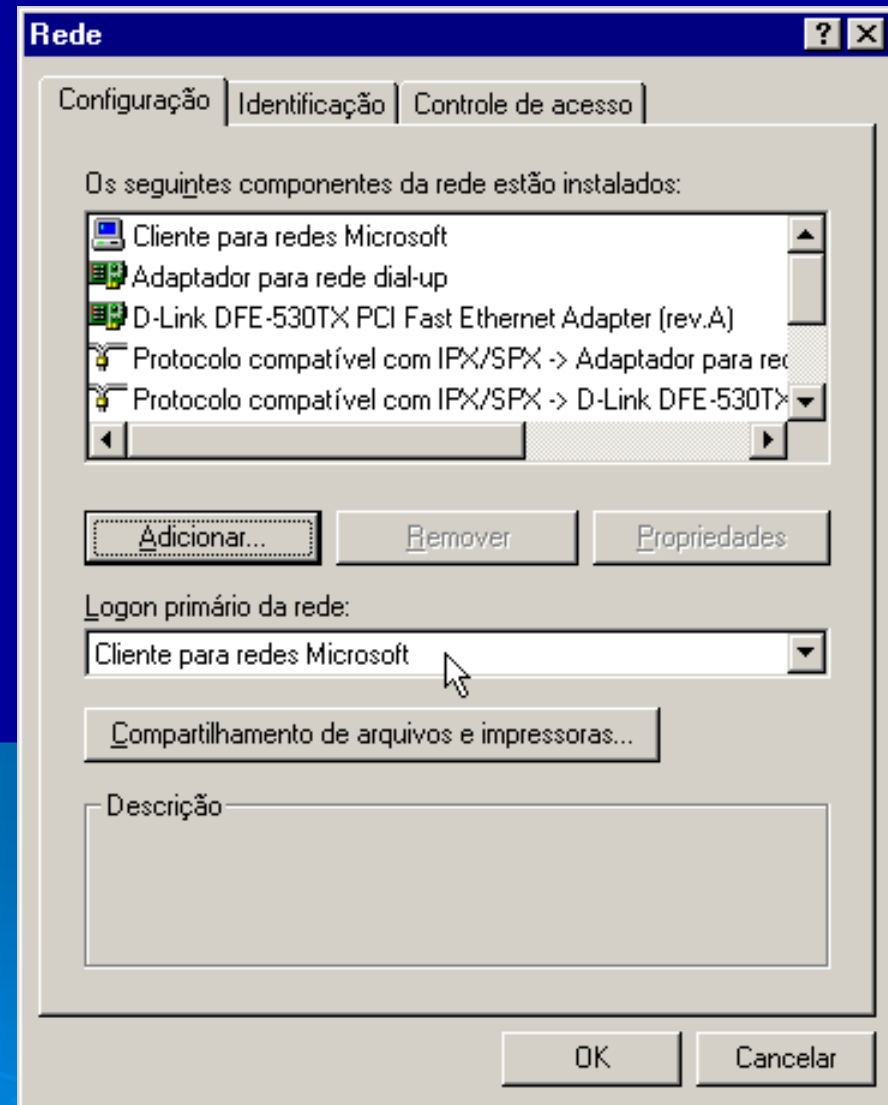 Rede
Configuração Identificação Controle de acesso
Os seguintes componentes da rede estão instalados:
Cliente para redes Microsoft
Adaptador para rede dial-up
D-Link DFE-530TX PCI Fast Ethernet Adapter (rev.A)
Protocolo compatível com IPX/SPX -> Adaptador para red
Protocolo compatível com IPX/SPX -> D-Link DFE-530TX
Adicionar... Remover Propriedades
Logon primário da rede:
Cliente para redes Microsoft
Compartilhamento de arquivos e impressoras...
Descrição
OK Cancelar